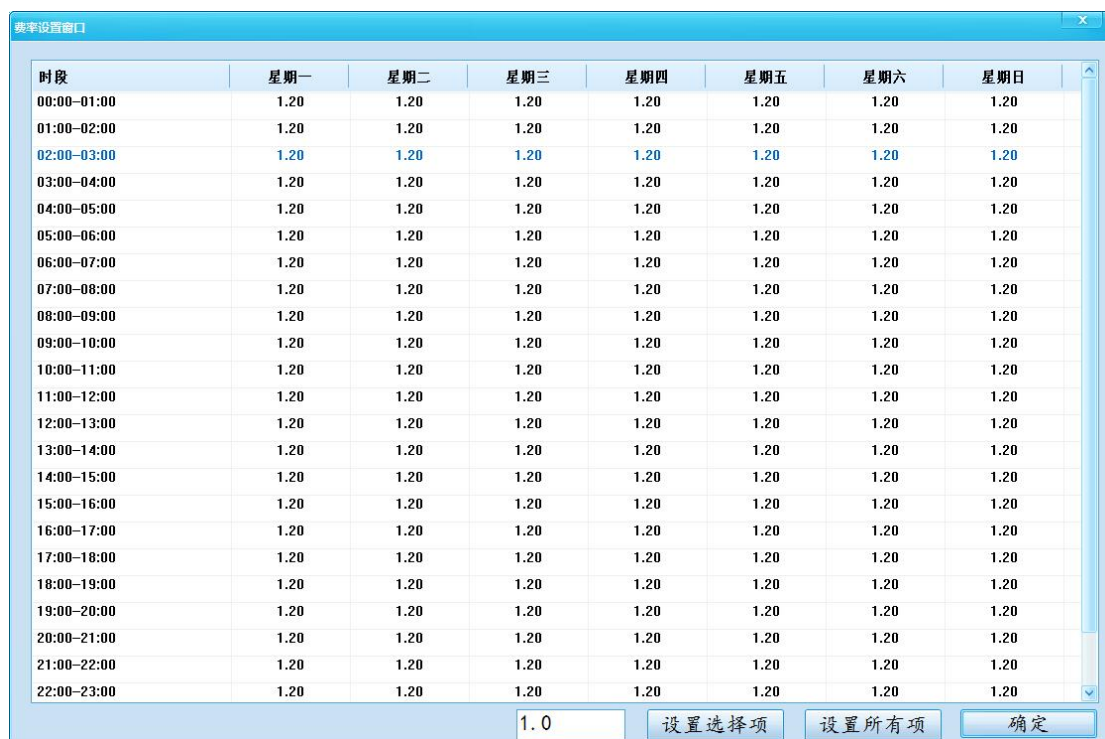 费率设置窗口
时段 星期一 星期二 星期三 星期四 星期五 星期六 星期日
00:00-01:00 1.20 1.20 1.20 1.20 1.20 1.20 1.20
01:00-02:00 1.20 1.20 1.20 1.20 1.20 1.20 1.20
02:00-03:00 1.20 1.20 1.20 1.20 1.20 1.20 1.20
03:00-04:00 1.20 1.20 1.20 1.20 1.20 1.20 1.20
04:00-05:00 1.20 1.20 1.20 1.20 1.20 1.20 1.20
05:00-06:00 1.20 1.20 1.20 1.20 1.20 1.20 1.20
06:00-07:00 1.20 1.20 1.20 1.20 1.20 1.20 1.20
07:00-08:00 1.20 1.20 1.20 1.20 1.20 1.20 1.20
08:00-09:00 1.20 1.20 1.20 1.20 1.20 1.20 1.20
09:00-10:00 1.20 1.20 1.20 1.20 1.20 1.20 1.20
10:00-11:00 1.20 1.20 1.20 1.20 1.20 1.20 1.20
11:00-12:00 1.20 1.20 1.20 1.20 1.20 1.20 1.20
12:00-13:00 1.20 1.20 1.20 1.20 1.20 1.20 1.20
13:00-14:00 1.20 1.20 1.20 1.20 1.20 1.20 1.20
14:00-15:00 1.20 1.20 1.20 1.20 1.20 1.20 1.20
15:00-16:00 1.20 1.20 1.20 1.20 1.20 1.20 1.20
16:00-17:00 1.20 1.20 1.20 1.20 1.20 1.20 1.20
17:00-18:00 1.20 1.20 1.20 1.20 1.20 1.20 1.20
18:00-19:00 1.20 1.20 1.20 1.20 1.20 1.20 1.20
19:00-20:00 1.20 1.20 1.20 1.20 1.20 1.20 1.20
20:00-21:00 1.20 1.20 1.20 1.20 1.20 1.20 1.20
21:00-22:00 1.20 1.20 1.20 1.20 1.20 1.20 1.20
22:00-23:00 1.20 1.20 1.20 1.20 1.20 1.20 1.20
1.0 设置选择项 设置所有项 确定